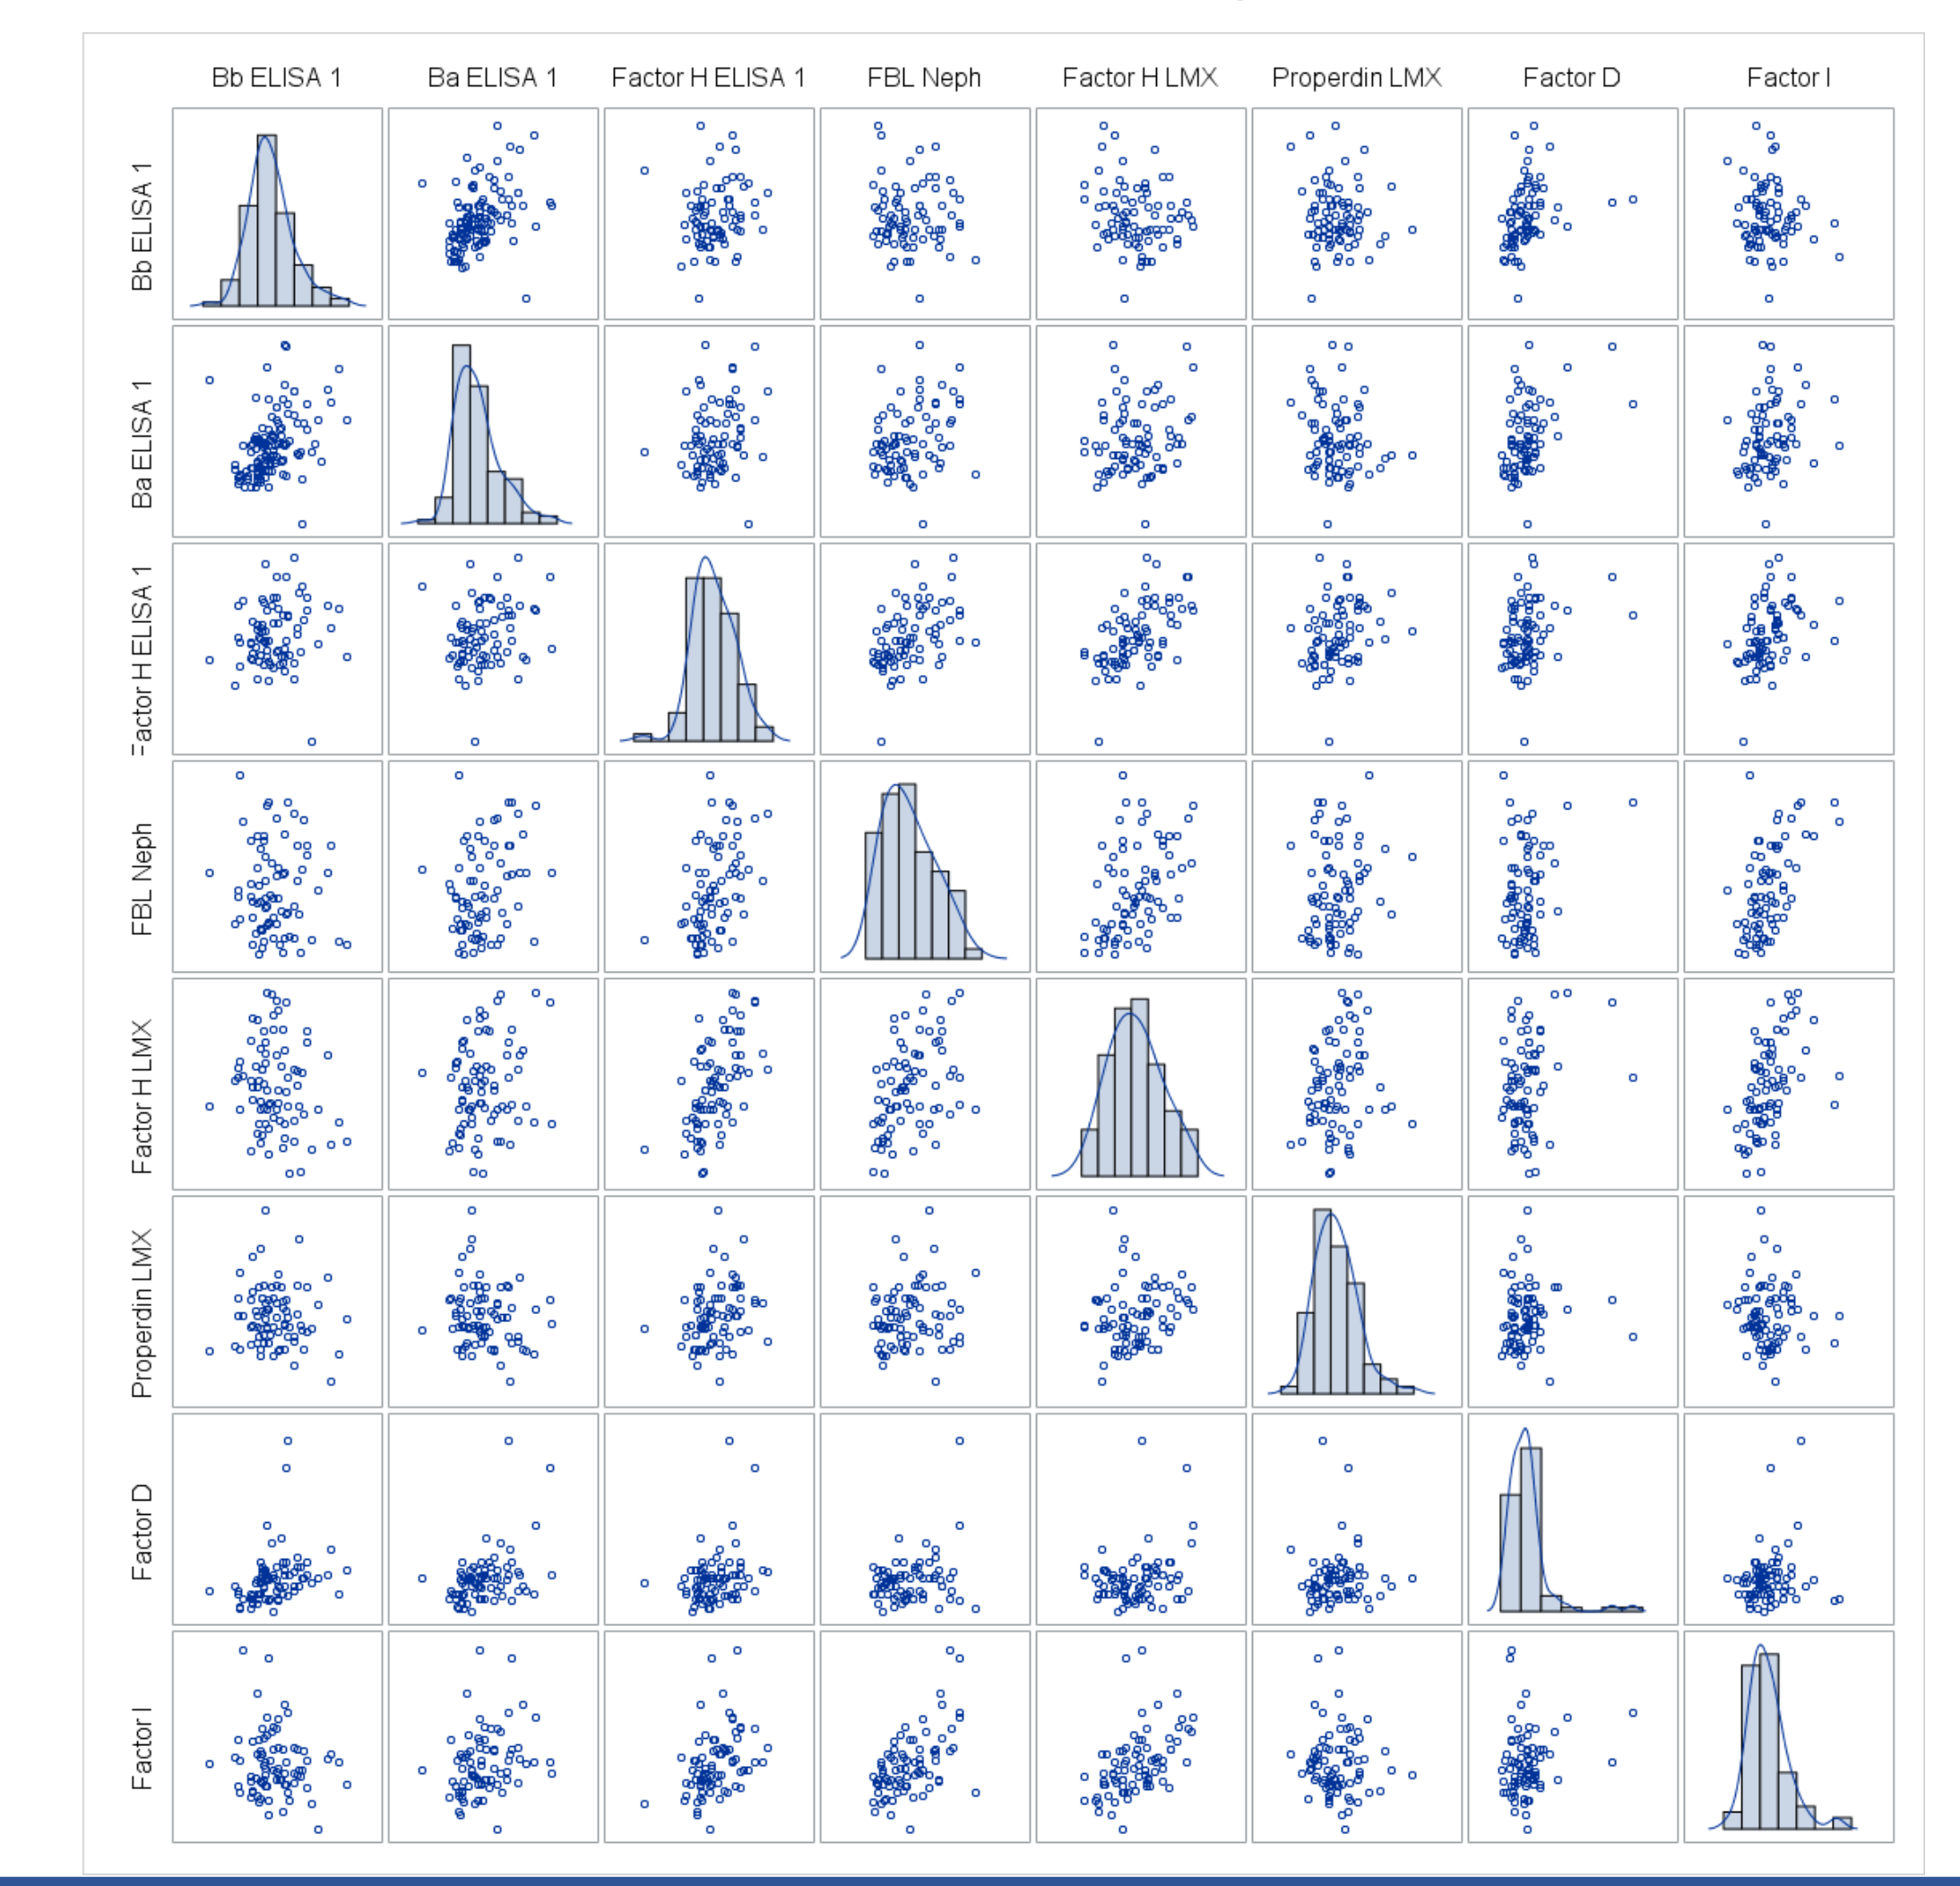 Bb ELISA 1 Ba ELISA 1 Factor H ELISA 1 FBL Neph Factor H LMX Properdin LMX Factor D Factor I
Bb ELISA 1
Ba ELISA 1
Factor H ELISA 1
FBL Neph
Factor H LMX
Properdin LMX
Factor D
Factor I